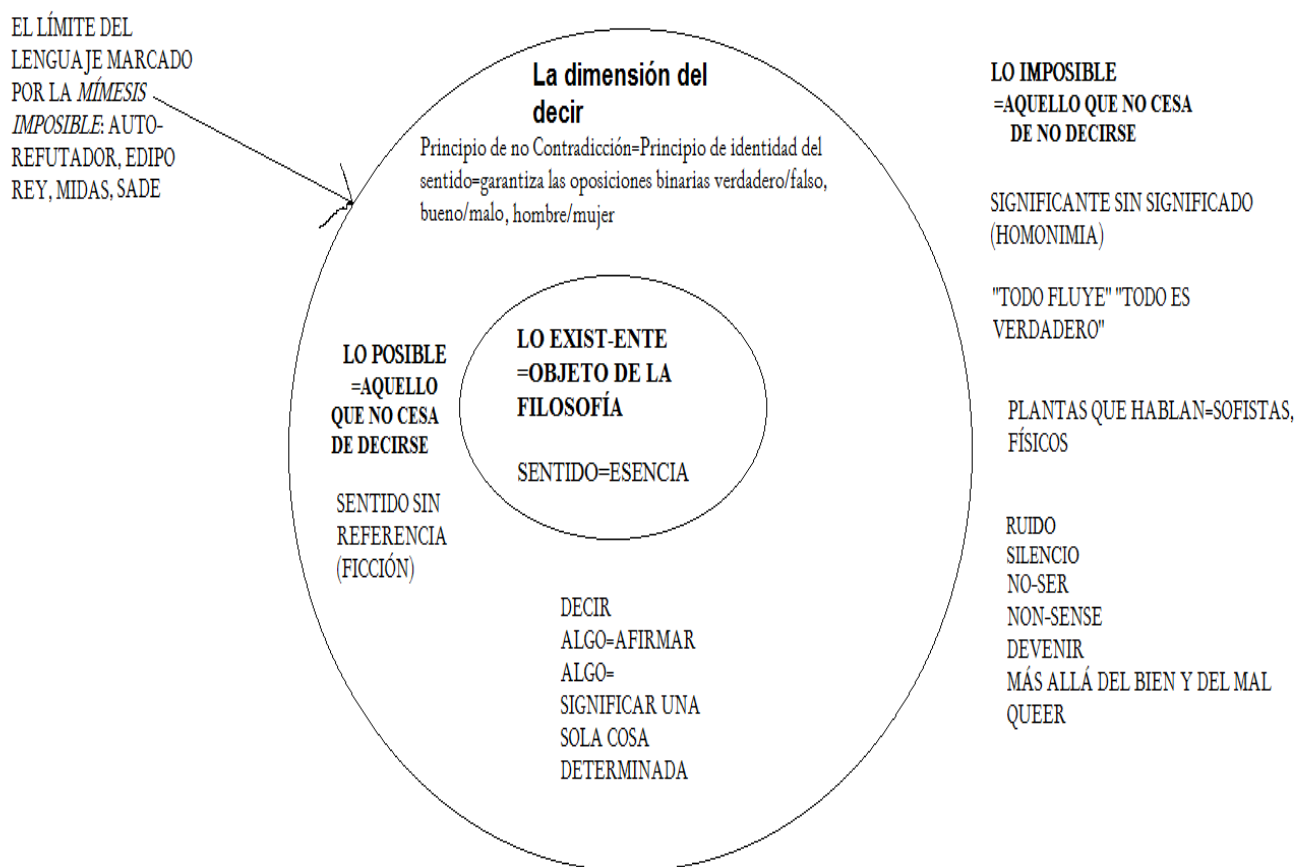 EL LÍMITE DEL
LENGUAJE MARCADO
POR LA MÍMESIS
IMPOSIBLE: AUTO-
REFUTADOR, EDIPO
REY, MIDAS, SADE
La dimensión del
decir
Principio de no Contradicción=Principio de identidad del
sentido=garantiza las oposiciones binarias verdadero/falso,
bueno/malo, hombre/mujer
LO POSIBLE
=AQUELLO
QUE NO CESA
DE DECIRSE
SENTIDO SIN
REFERENCIA
(FICCIÓN)
LO EXIST-ENTE
=OBJETO DE LA
FILOSOFÍA
SENTIDO=ESENCIA
DECIR
ALGO=AFIRMAR
ALGO=
SIGNIFICAR UNA
SOLA COSA
DETERMINADA
LO IMPOSIBLE
=AQUELLO QUE NO CESA
DE NO DECIRSE
SIGNIFICANTE SIN SIGNIFICADO
(HOMONIMIA)
"TODO FLUYE" "TODO ES
VERDADERO"
PLANTAS QUE HABLAN=SOFISTAS,
FÍSICOS
RUIDO
SILENCIO
NO-SER
NON-SENSE
DEVENIR
MÁS ALLÁ DEL BIEN Y DEL MAL
QUEER